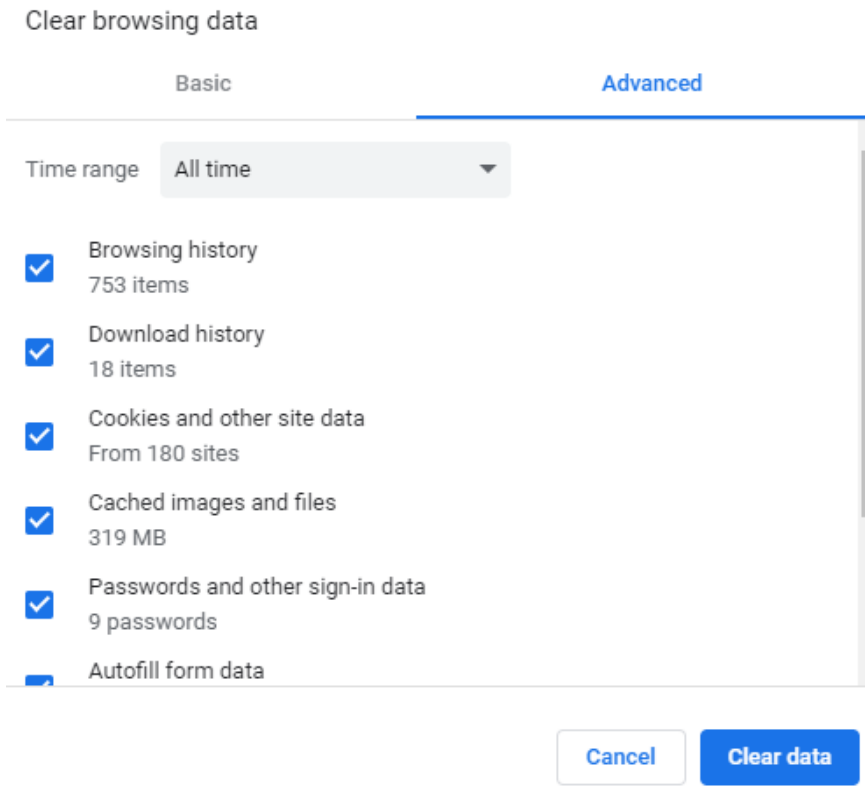 Clear browsing data
Basic
Advanced
Time range
All time
Browsing history
753 items
Download history
18 items
Cookies and other site data
From 180 sites
Cached images and files
319 MB
Passwords and other sign-in data
9 passwords
Autofill form data
Cancel
Clear data